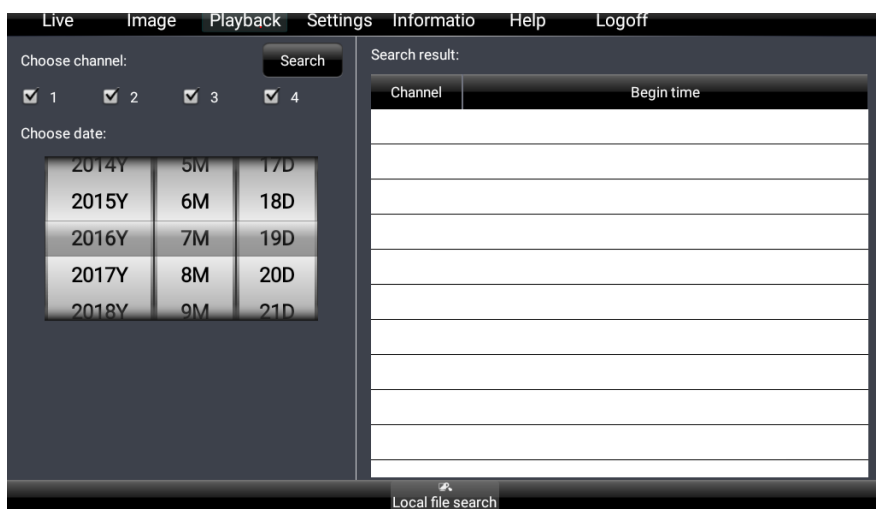 Live Image Playback Settings Informatio Help Logoff
Choose channel: Search
1 2 3 4
Choose date:
2014Y 5M 17D
2015Y 6M 18D
2016Y 7M 19D
2017Y 8M 20D
2018Y 9M 21D
Search result:
Channel Begin time
Local file search